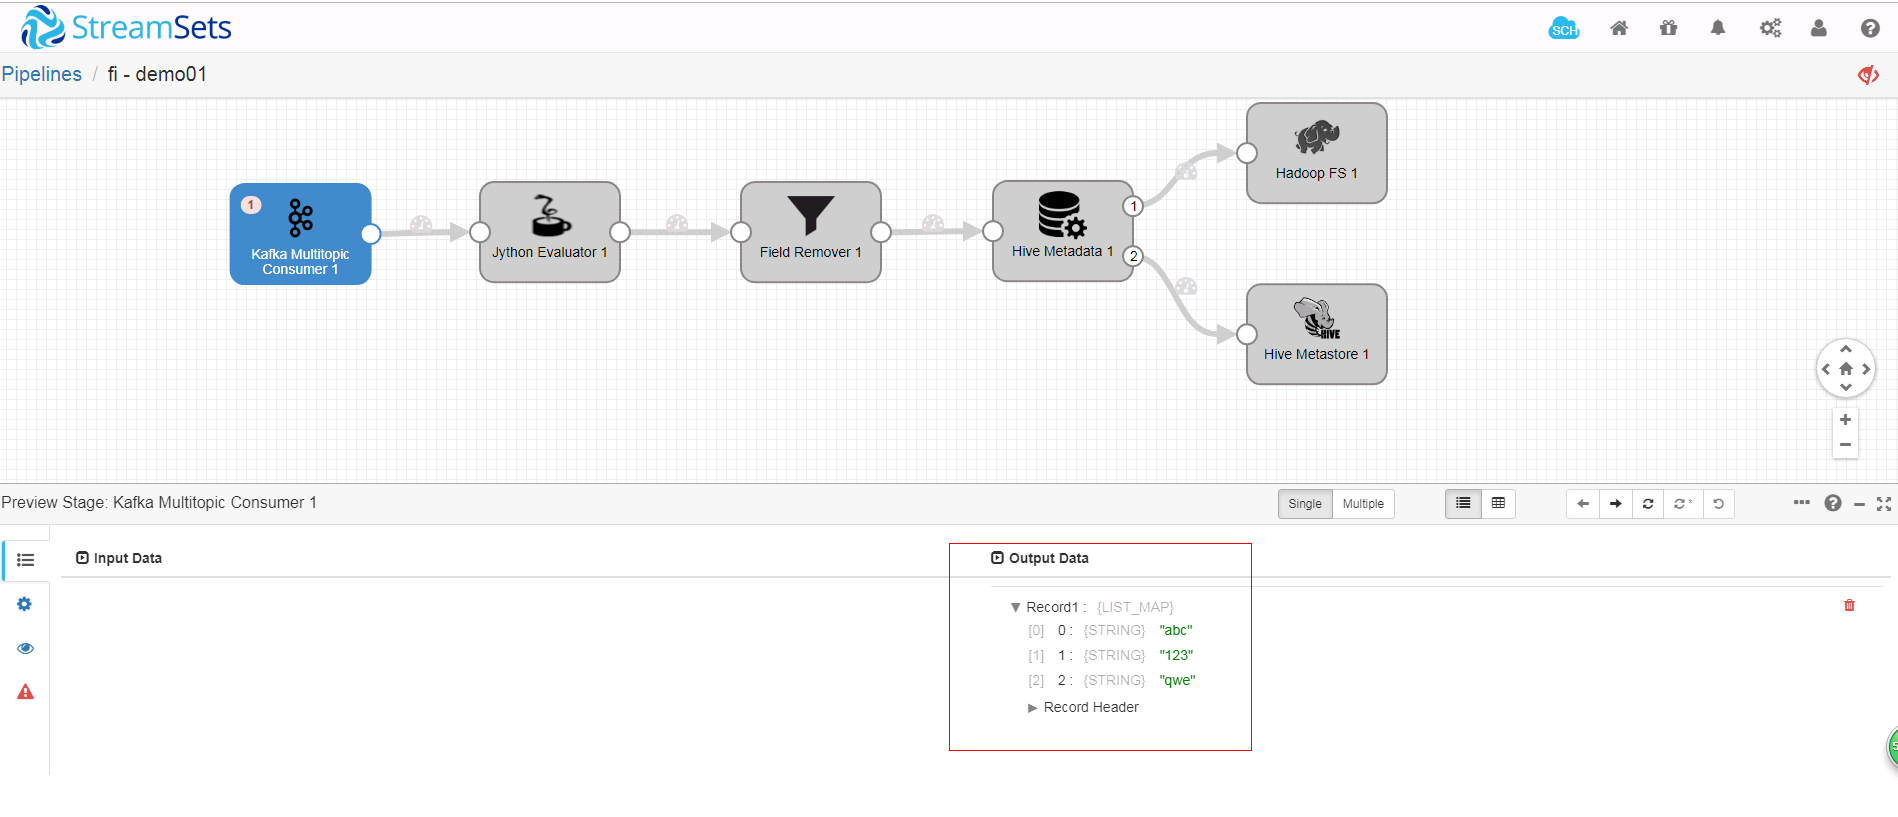 StreamSets
SCH
Pipelines / fi - demo01
1
Kafka Multitopic
Consumer 1
Jython Evaluator 1
Field Remover 1
Hive Metadata 1
1
2
Hadoop FS 1
HIVE
Hive Metastore 1
Preview Stage: Kafka Multitopic Consumer 1
Single
Multiple
Input Data
Output Data
Record1 : {LIST_MAP}
[0] 0 : {STRING} "abc"
[1] 1 : {STRING} "123"
[2] 2 : {STRING} "qwe"
Record Header